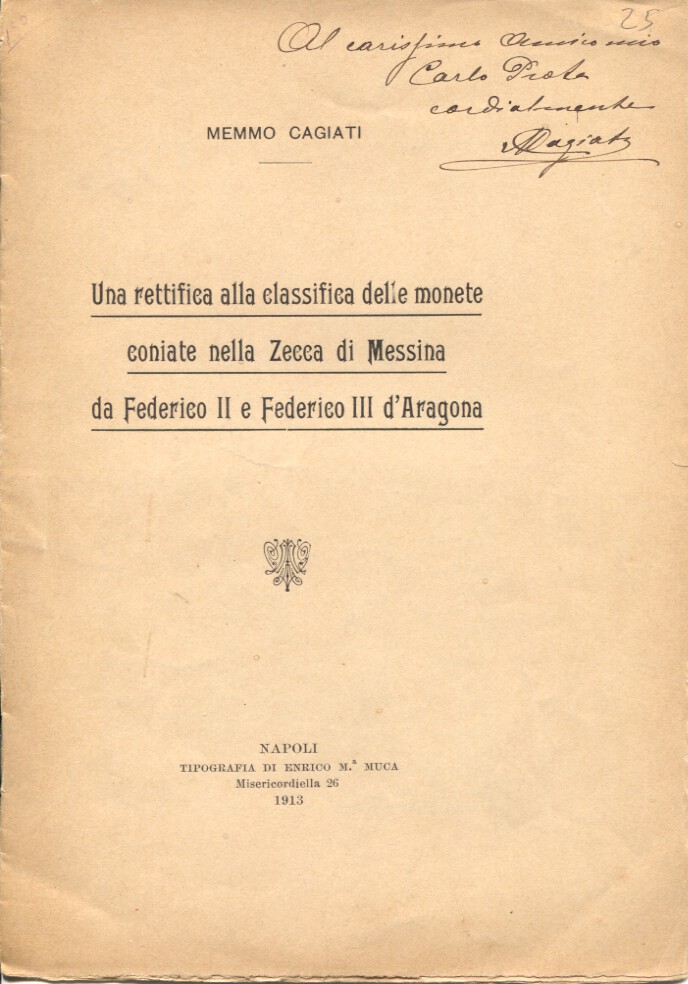 25
Al carissimo amico mio
Carlo Prota
cordialmente
MCagiati
MEMMO CAGIATI
Una rettifica alla classifica delle monete
coniate nella Zecca di Messina
da Federico II e Federico III d'Aragona
NAPOLI
TIPOGRAFIA DI ENRICO M.ª MUCA
Misericordiella 26
1913